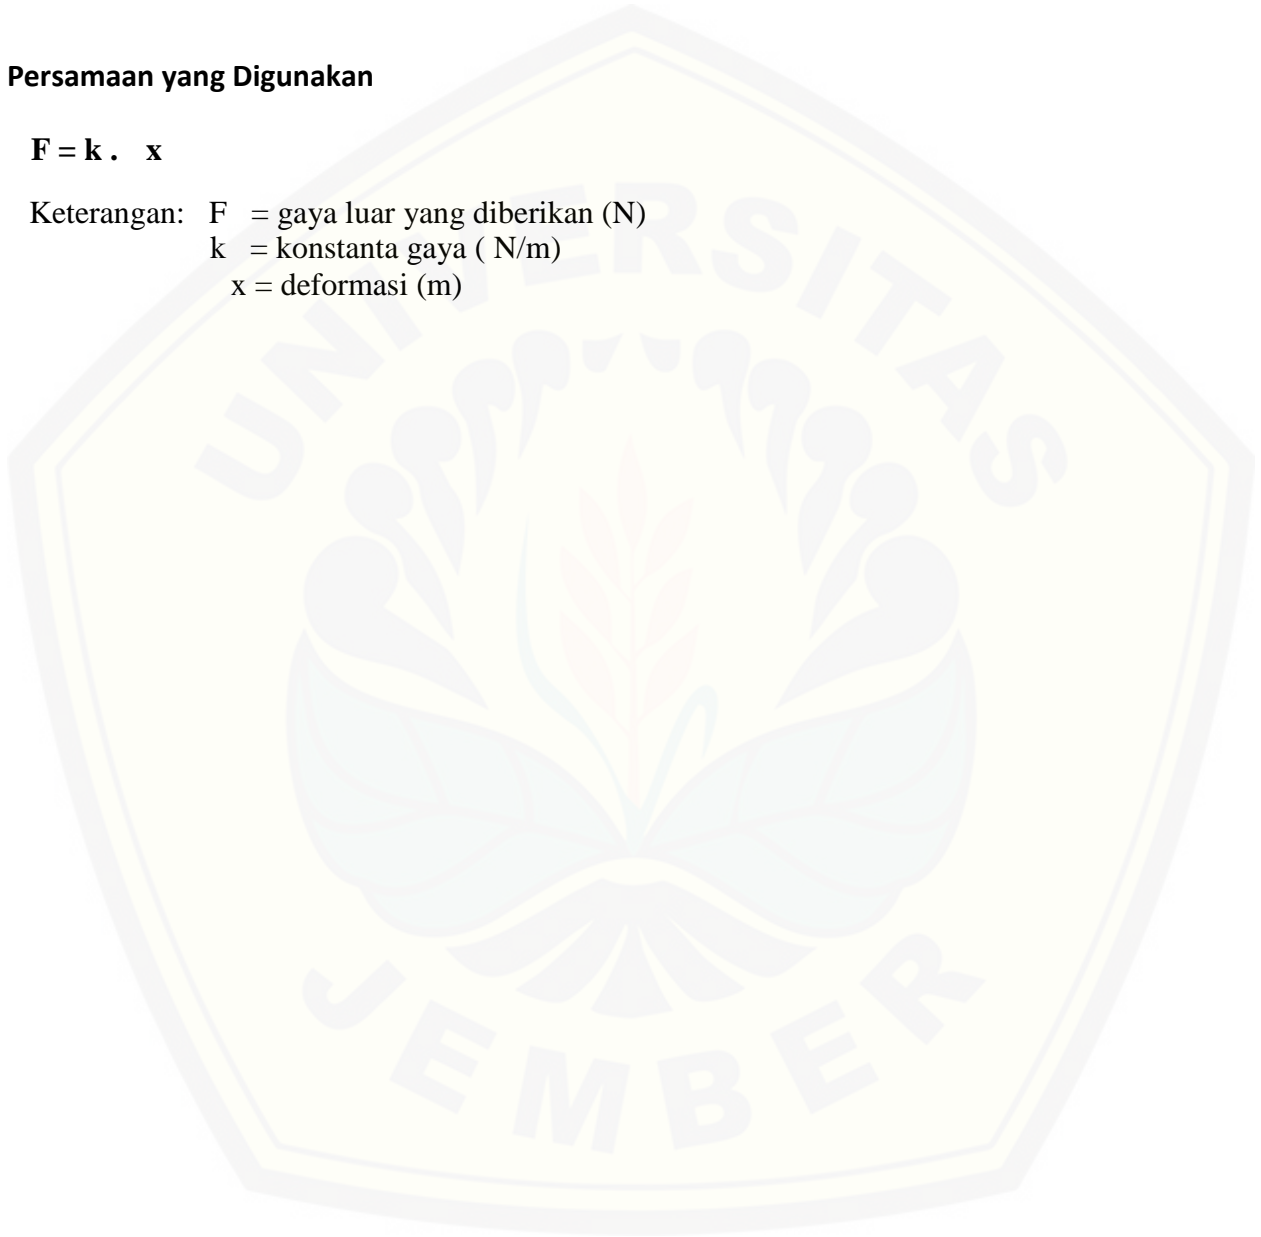 Persamaan yang Digunakan
F = k . x
Keterangan: F = gaya luar yang diberikan (N)
k = konstanta gaya ( N/m)
x = deformasi (m)
UNIVERSITAS
JEMBER